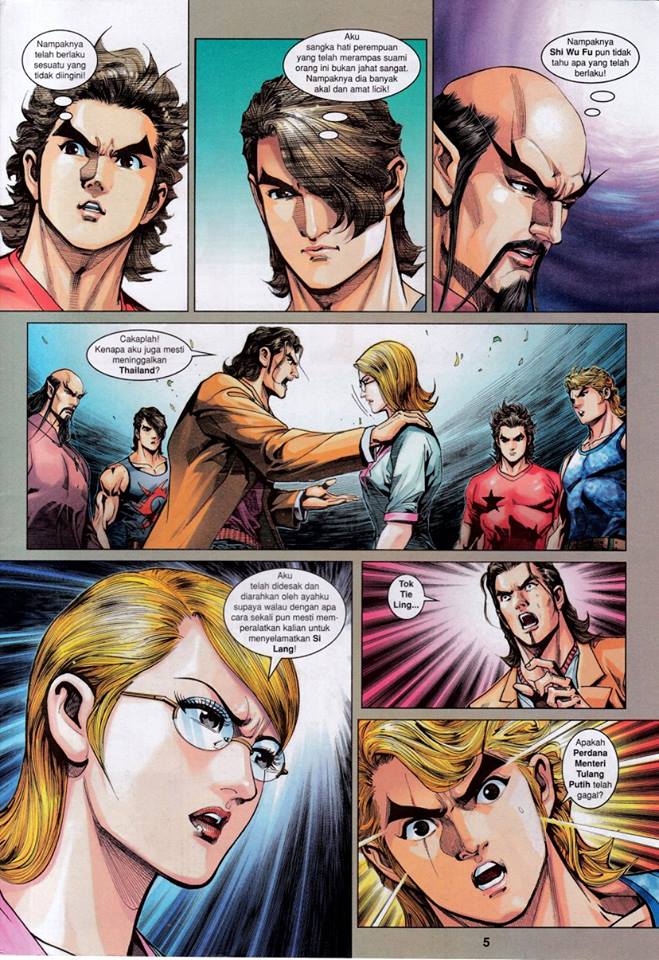 Nampaknya
telah berlaku
sesuatu yang
tidak diingini!
Aku
sangka hati perempuan
yang telah merampas suami
orang ini bukan jahat sangat.
Nampaknya dia banyak
akal dan amat licik!
Nampaknya
Shi Wu Fu pun tidak
tahu apa yang telah
berlaku!
Cakaplah!
Kenapa aku juga mesti
meninggalkan
Thailand?
Aku
telah didesak dan
diarahkan oleh ayahku
supaya walau dengan apa
cara sekali pun mesti mem-
peralatkan kalian untuk
menyelamatkan Si
Lang!
Tok
Tie
Ling...
Apakah
Perdana
Menteri
Tulang
Putih telah
gagal?
5